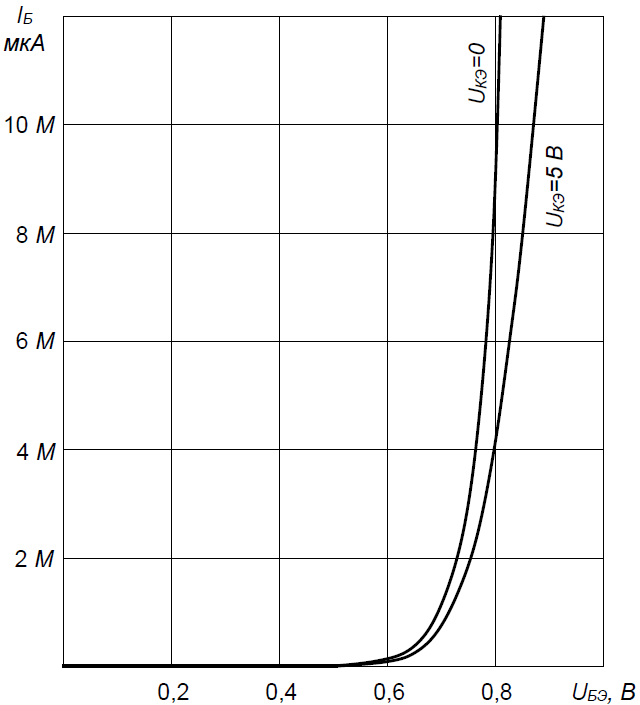 IБ
мкА
10 М
8 М
6 М
4 М
2 М
UКЭ=0
UКЭ=5 В
0,2
0,4
0,6
0,8
UБЭ, В